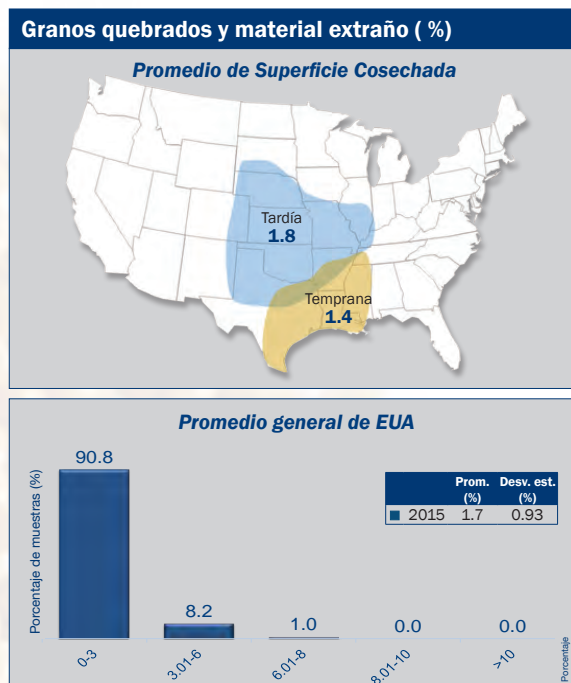 Granos quebrados y material extraño ( %)
Promedio de Superficie Cosechada
Tardía
1.8
Temprana
1.4
Promedio general de EUA
Porcentaje de muestras (%)
90.8
8.2
1.0
0.0
0.0
Prom. Desv. est.
(%) (%)
2015 1.7 0.93
0-3
3.01-6
6.01-8
8.01-10
>10
Porcentaje